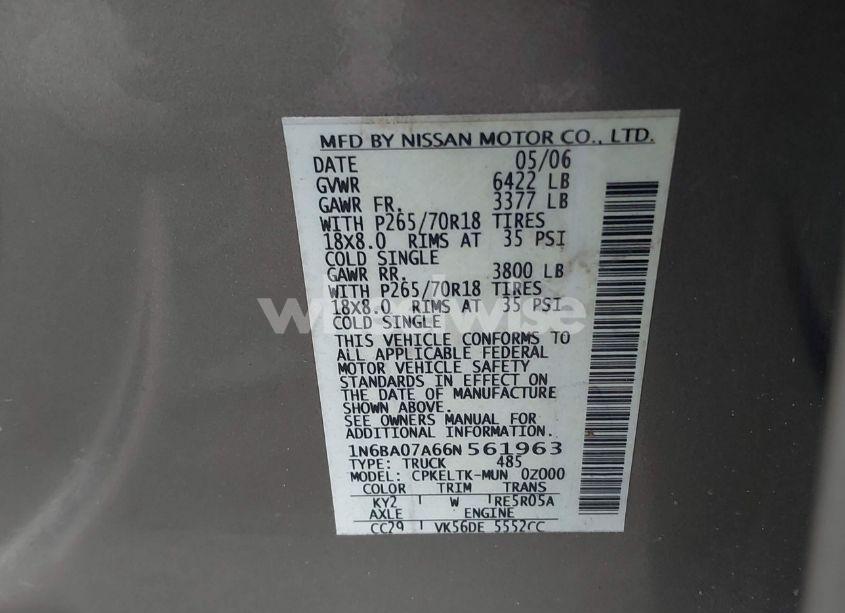 MFD BY NISSAN MOTOR CO., LTD.
DATE 05/06
GVWR 6422 LB
GAWR FR. 3377 LB
WITH P265/70R18 TIRES
18X8.0 RIMS AT 35 PSI
COLD SINGLE
GAWR RR. 3800 LB
WITH P265/70R18 TIRES
18X8.0 RIMS AT 35 PSI
COLD SINGLE
THIS VEHICLE CONFORMS TO
ALL APPLICABLE FEDERAL
MOTOR VEHICLE SAFETY
STANDARDS IN EFFECT ON
THE DATE OF MANUFACTURE
SHOWN ABOVE.
SEE OWNERS MANUAL FOR
ADDITIONAL INFORMATION.
1N6BA07A66N561963
TYPE: TRUCK 485
MODEL: CPKELTK-MUN 0Z000
COLOR TRIM TRANS
KY2 W RE5R05A
AXLE ENGINE
CC29 VK56DE 5552CC